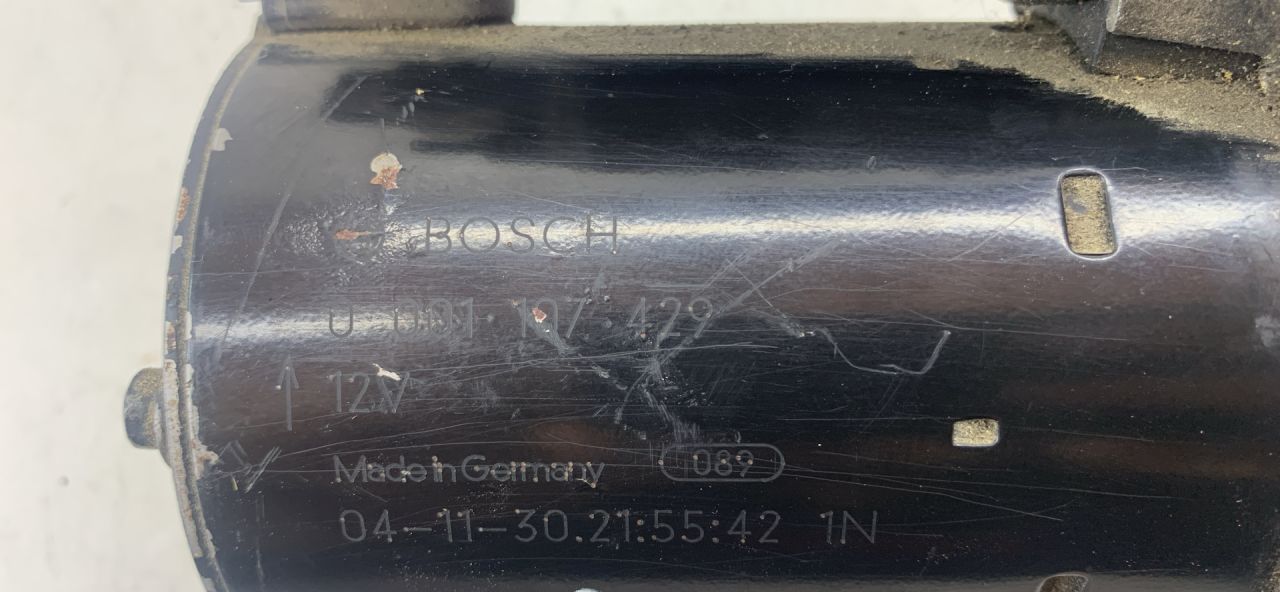 BOSCH
0 001 107 429
↑ 12V
Made in Germany 089
04-11-30.21:55:42 1N